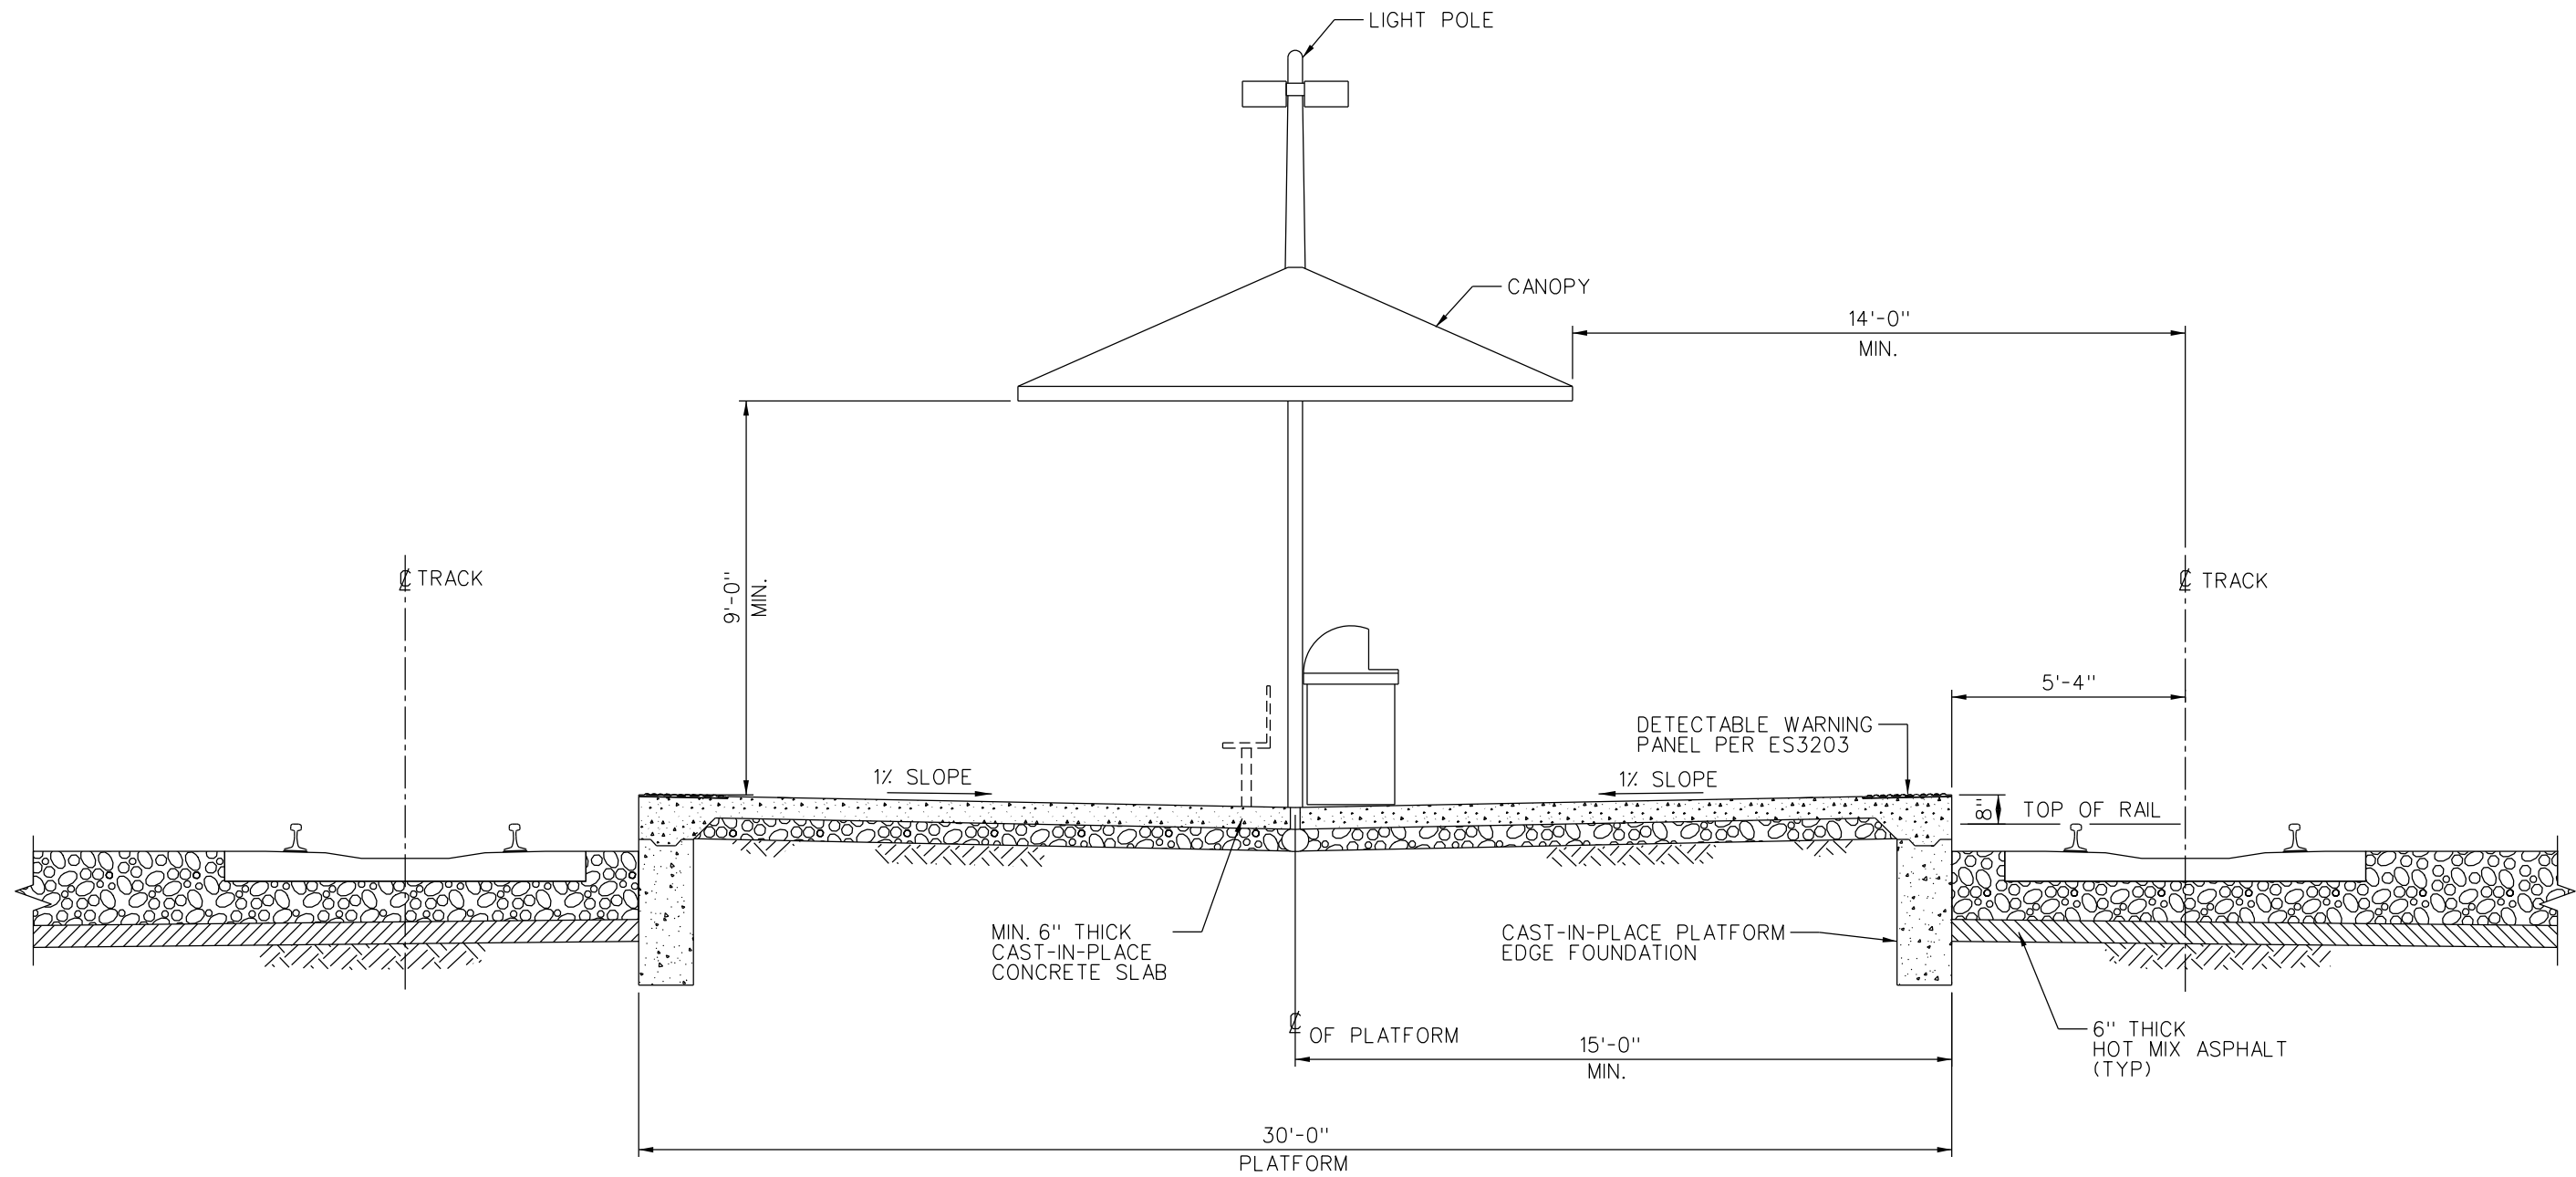 LIGHT POLE
CANOPY
14'-0"
MIN.
9'-0"
MIN.
℄ TRACK
℄ TRACK
5'-4"
DETECTABLE WARNING
PANEL PER ES3203
1% SLOPE
1% SLOPE
8"
TOP OF RAIL
MIN. 6" THICK
CAST-IN-PLACE
CONCRETE SLAB
CAST-IN-PLACE PLATFORM
EDGE FOUNDATION
℄ OF PLATFORM
6" THICK
HOT MIX ASPHALT
(TYP)
15'-0"
MIN.
30'-0"
PLATFORM